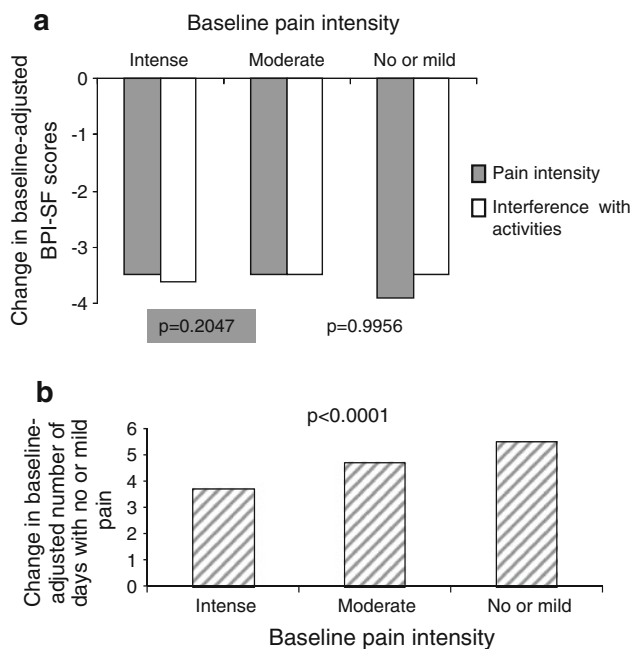 a
Baseline pain intensity
Intense Moderate No or mild
Change in baseline-adjusted
BPI-SF scores
0
-1
-2
-3
-4
Pain intensity
Interference with
activities
p=0.2047 p=0.9956
b
Change in baseline-
adjusted number of
days with no or mild
pain
p<0.0001
6
5
4
3
2
1
0
Intense Moderate No or mild
Baseline pain intensity